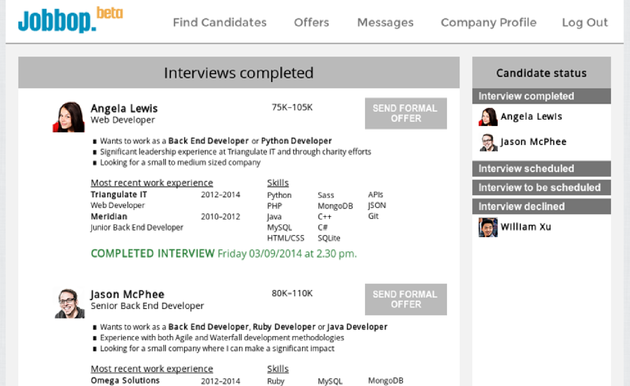 Jobbop.beta
Find Candidates Offers Messages Company Profile Log Out
Interviews completed
Angela Lewis 75K–105K SEND FORMAL OFFER
Web Developer
Wants to work as a Back End Developer or Python Developer
Significant leadership experience at Triangulate IT and through charity efforts
Looking for a small to medium sized company
Most recent work experience Skills
Triangulate IT 2012–2014 Python Sass APIs
Web Developer PHP MongoDB JSON
Meridian 2010–2012 Java C++ Git
Junior Back End Developer MySQL C#
HTML/CSS SQLite
COMPLETED INTERVIEW Friday 03/09/2014 at 2.30 pm.
Jason McPhee 80K–110K SEND FORMAL OFFER
Senior Back End Developer
Wants to work as a Back End Developer, Ruby Developer or Java Developer
Experience with both Agile and Waterfall development methodologies
Looking for a small company where I can make a significant impact
Most recent work experience Skills
Omega Solutions 2012–2014 Ruby MySQL MongoDB
Candidate status
Interview completed
Angela Lewis
Jason McPhee
Interview scheduled
Interview to be scheduled
Interview declined
William Xu